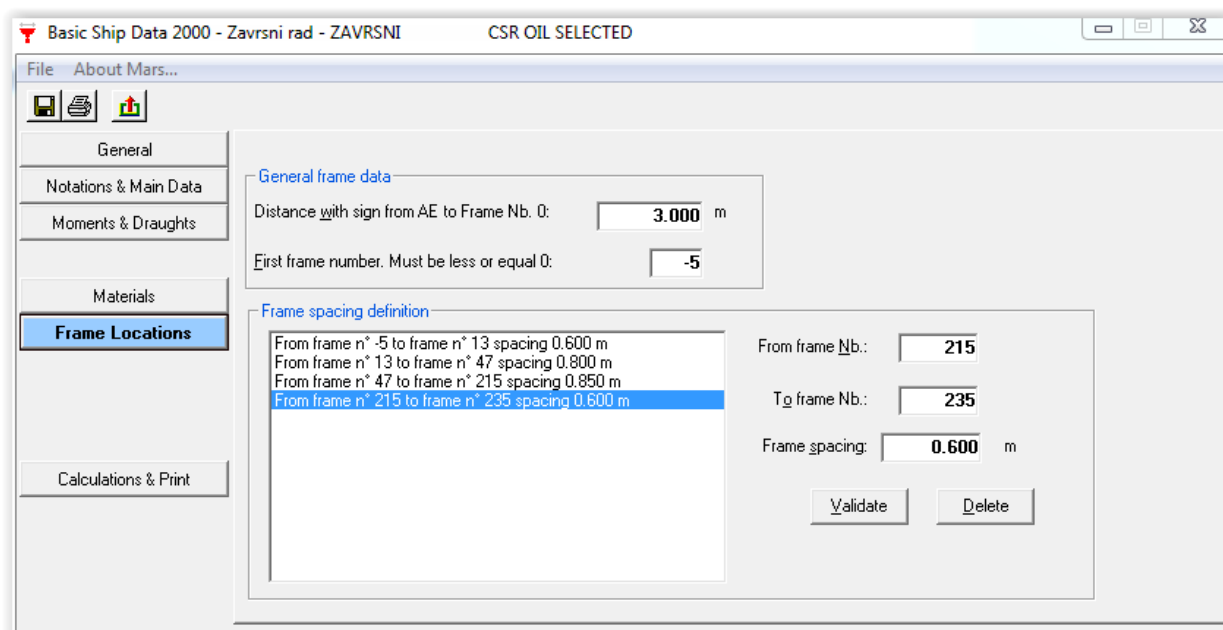 Basic Ship Data 2000 - Zavrsni rad - ZAVRSNI CSR OIL SELECTED
File About Mars...
General
Notations & Main Data
Moments & Draughts
Materials
Frame Locations
Calculations & Print
General frame data
Distance with sign from AE to Frame Nb. 0: 3.000 m
First frame number. Must be less or equal 0: -5
Frame spacing definition
From frame n° -5 to frame n° 13 spacing 0.600 m
From frame n° 13 to frame n° 47 spacing 0.800 m
From frame n° 47 to frame n° 215 spacing 0.850 m
From frame n° 215 to frame n° 235 spacing 0.600 m
From frame Nb.: 215
To frame Nb.: 235
Frame spacing: 0.600 m
Validate Delete